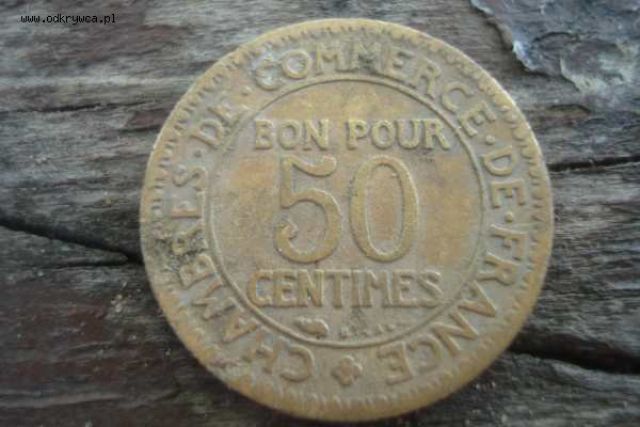 www.odkrywca.pl
CHAMBRES · DE · COMMERCE · DE · FRANCE
BON POUR
50
CENTIMES